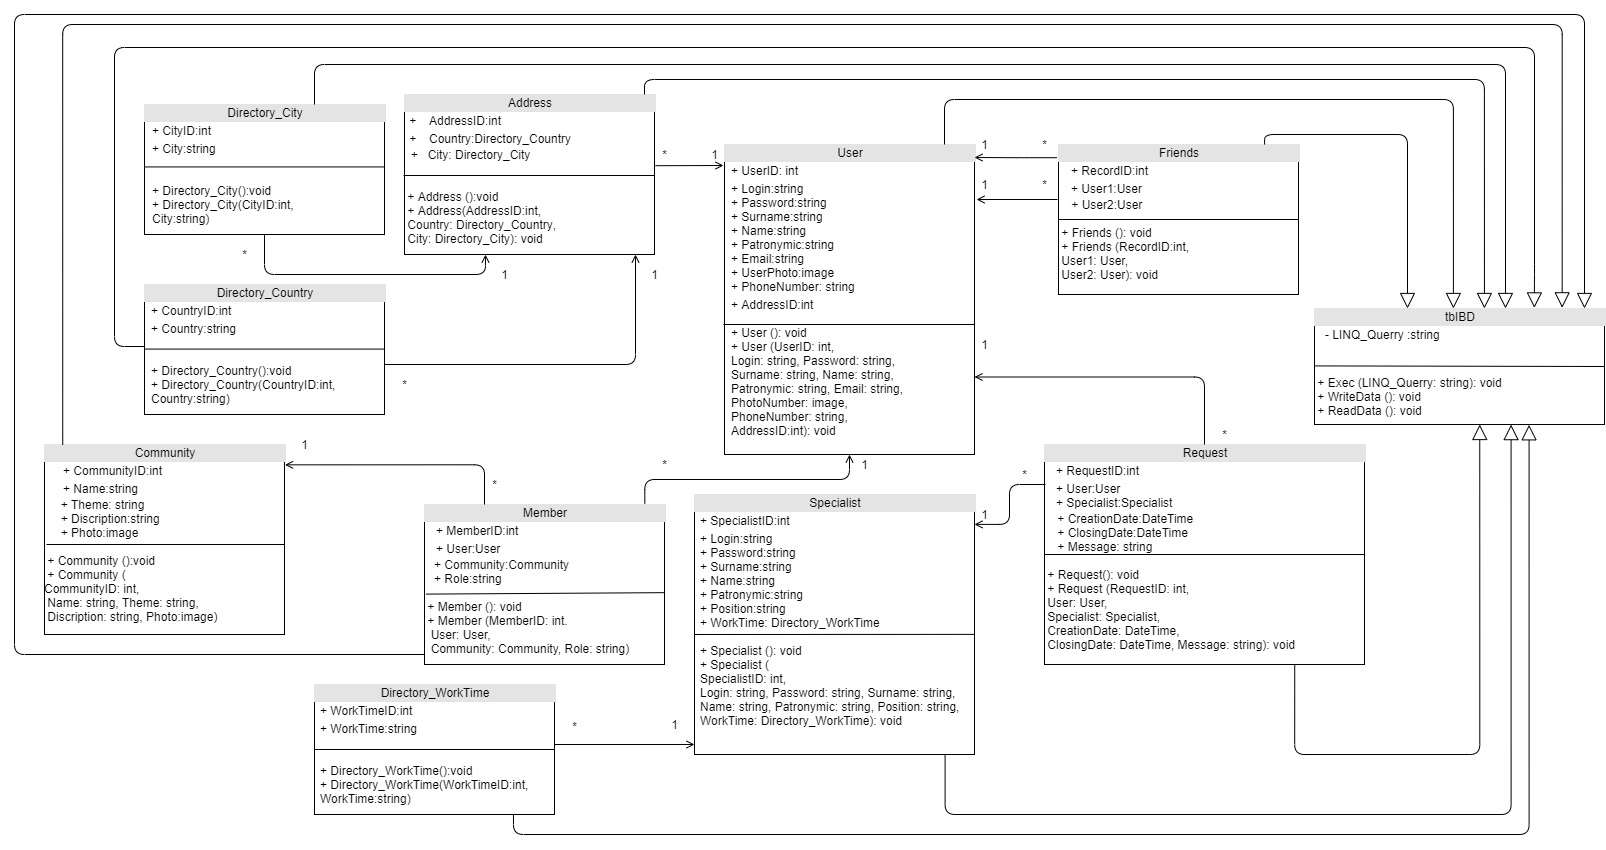 Directory_City
+ CityID:int
+ City:string
+ Directory_City():void
+ Directory_City(CityID:int,
City:string)
*
1
Address
+ AddressID:int
+ Country:Directory_Country
+ City: Directory_City
+ Address ():void
+ Address(AddressID:int,
Country: Directory_Country,
City: Directory_City): void
*
1
User
+ UserID: int
+ Login:string
+ Password:string
+ Surname:string
+ Name:string
+ Patronymic:string
+ Email:string
+ UserPhoto:image
+ PhoneNumber: string
+ AddressID:int
+ User (): void
+ User (UserID: int,
Login: string, Password: string,
Surname: string, Name: string,
Patronymic: string, Email: string,
PhotoNumber: image,
PhoneNumber: string,
AddressID:int): void
1
*
1
*
Friends
+ RecordID:int
+ User1:User
+ User2:User
+ Friends (): void
+ Friends (RecordID:int,
User1: User,
User2: User): void
tblBD
- LINQ_Querry :string
+ Exec (LINQ_Querry: string): void
+ WriteData (): void
+ ReadData (): void
Directory_Country
+ CountryID:int
+ Country:string
+ Directory_Country():void
+ Directory_Country(CountryID:int,
Country:string)
1
*
1
*
Community
+ CommunityID:int
+ Name:string
+ Theme: string
+ Discription:string
+ Photo:image
+ Community ():void
+ Community (
CommunityID: int,
Name: string, Theme: string,
Discription: string, Photo:image)
1
*
Member
+ MemberID:int
+ User:User
+ Community:Community
+ Role:string
+ Member (): void
+ Member (MemberID: int.
User: User,
Community: Community, Role: string)
*
1
Specialist
+ SpecialistID:int
+ Login:string
+ Password:string
+ Surname:string
+ Name:string
+ Patronymic:string
+ Position:string
+ WorkTime: Directory_WorkTime
+ Specialist (): void
+ Specialist (
SpecialistID: int,
Login: string, Password: string, Surname: string,
Name: string, Patronymic: string, Position: string,
WorkTime: Directory_WorkTime): void
*
1
Request
+ RequestID:int
+ User:User
+ Specialist:Specialist
+ CreationDate:DateTime
+ ClosingDate:DateTime
+ Message: string
+ Request(): void
+ Request (RequestID: int,
User: User,
Specialist: Specialist,
CreationDate: DateTime,
ClosingDate: DateTime, Message: string): void
Directory_WorkTime
+ WorkTimeID:int
+ WorkTime:string
+ Directory_WorkTime():void
+ Directory_WorkTime(WorkTimeID:int,
WorkTime:string)
*
1